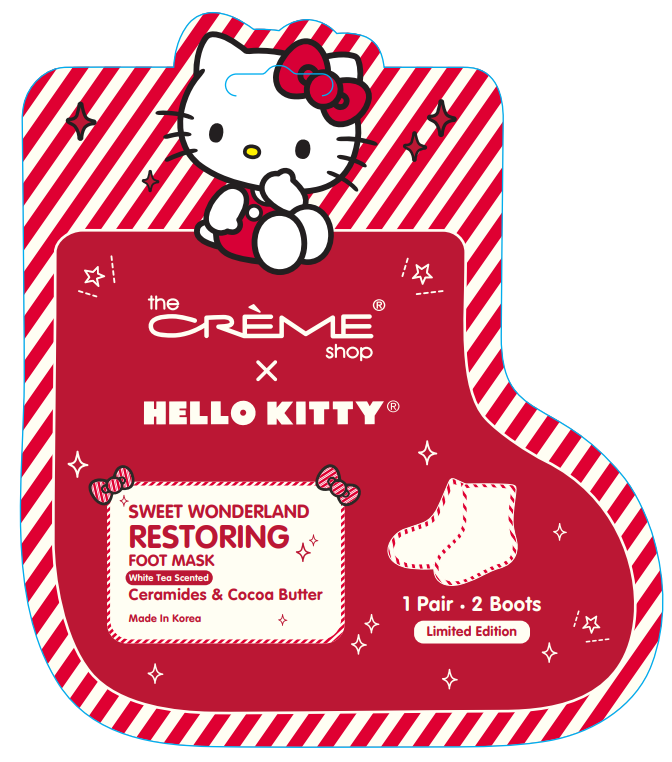 the
CRÈME®
shop
×
HELLO KITTY®
SWEET WONDERLAND
RESTORING
FOOT MASK
White Tea Scented
Ceramides & Cocoa Butter
Made In Korea
1 Pair • 2 Boots
Limited Edition